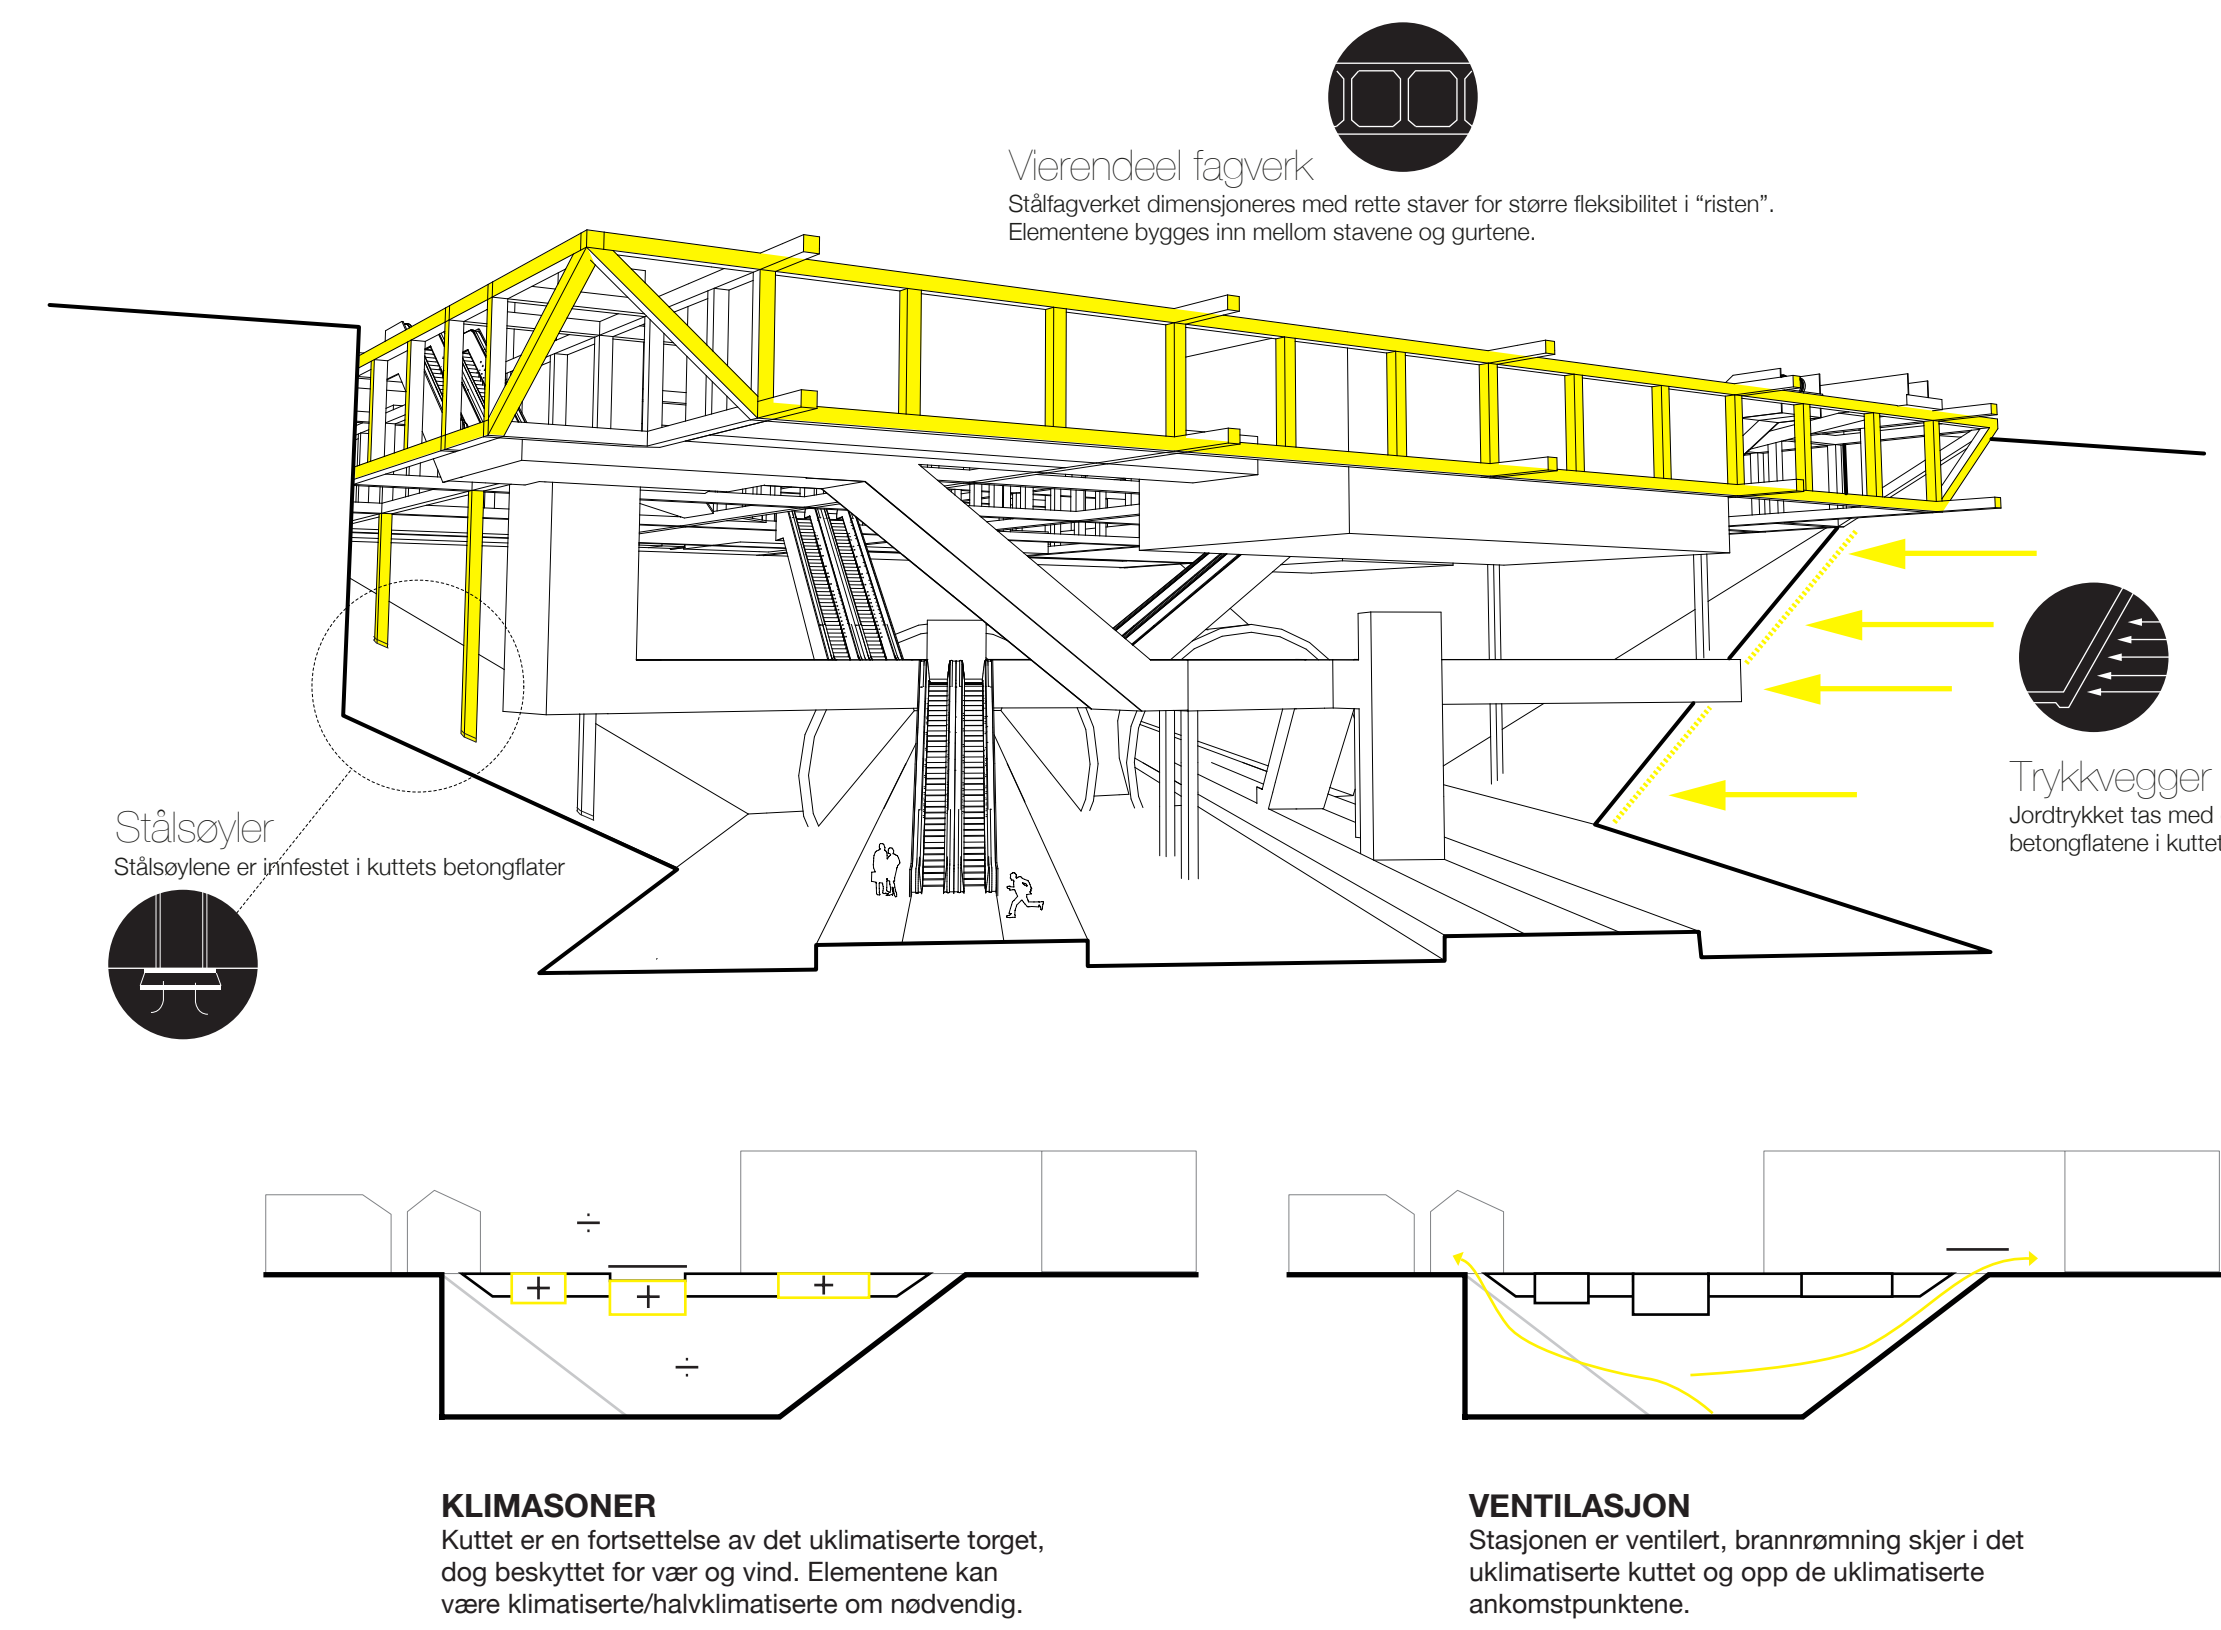 Vierendeel fagverk
Stålfagverket dimensjoneres med rette staver for større fleksibilitet i “risten”.
Elementene bygges inn mellom stavene og gurtene.
Trykkvegger
Jordtrykket tas med
betongflatene i kuttet
Stålsøyler
Stålsøylene er innfestet i kuttets betongflater
÷
+
+
+
÷
KLIMASONER
Kuttet er en fortsettelse av det uklimatiserte torget,
dog beskyttet for vær og vind. Elementene kan
være klimatiserte/halvklimatiserte om nødvendig.
VENTILASJON
Stasjonen er ventilert, brannrømning skjer i det
uklimatiserte kuttet og opp de uklimatiserte
ankomstpunktene.